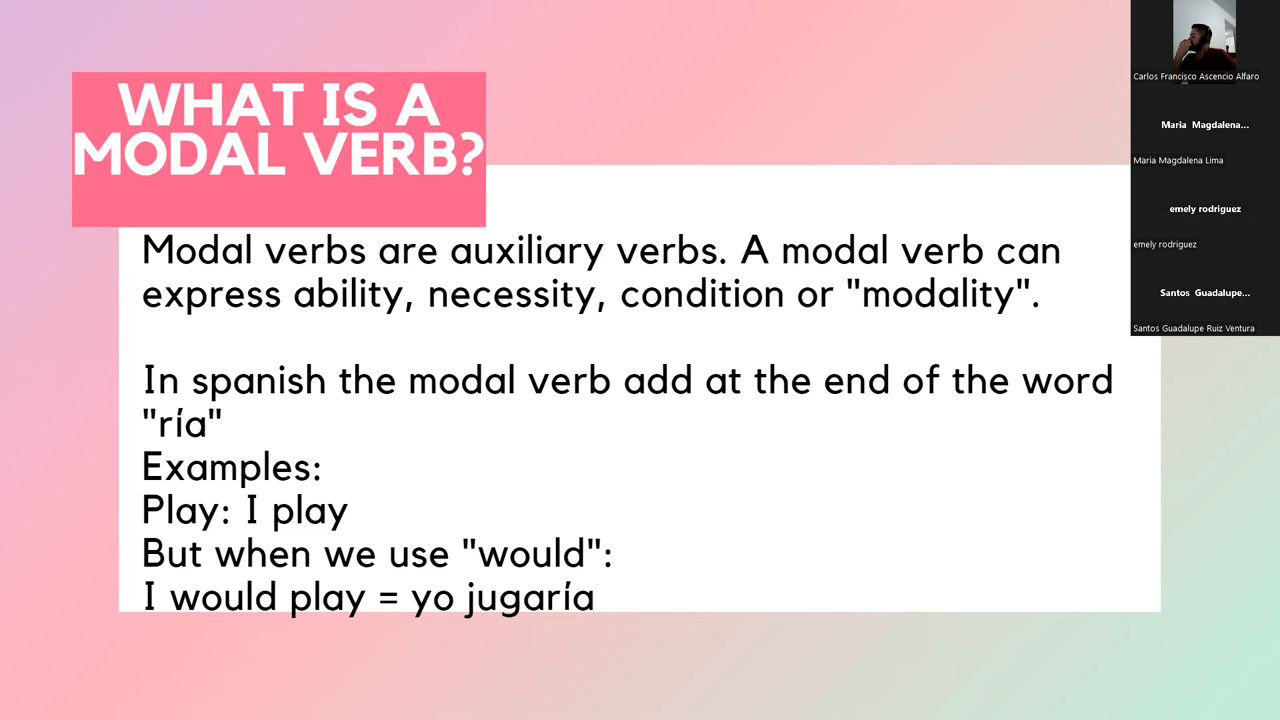 WHAT IS A
MODAL VERB?
Modal verbs are auxiliary verbs. A modal verb can
express ability, necessity, condition or "modality".
In spanish the modal verb add at the end of the word
"ría"
Examples:
Play: I play
But when we use "would":
I would play = yo jugaría
Carlos Francisco Ascencio Alfaro
Maria Magdalena...
Maria Magdalena Lima
emely rodriguez
emely rodriguez
Santos Guadalupe...
Santos Guadalupe Ruiz Ventura